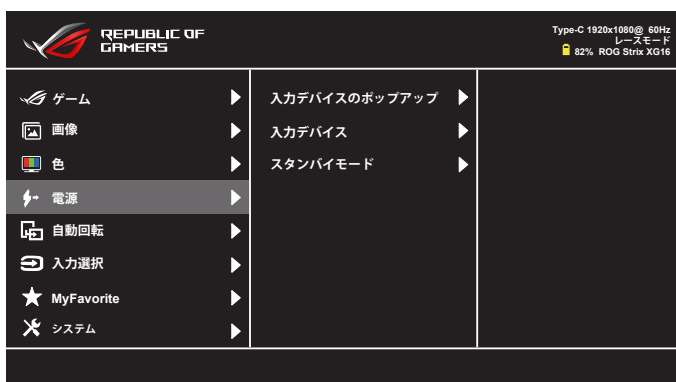 REPUBLIC OF
GAMERS
Type-C 1920x1080@ 60Hz
レースモード
82% ROG Strix XG16
ゲーム
入力デバイスのポップアップ
画像
入力デバイス
色
スタンバイモード
電源
自動回転
入力選択
MyFavorite
システム